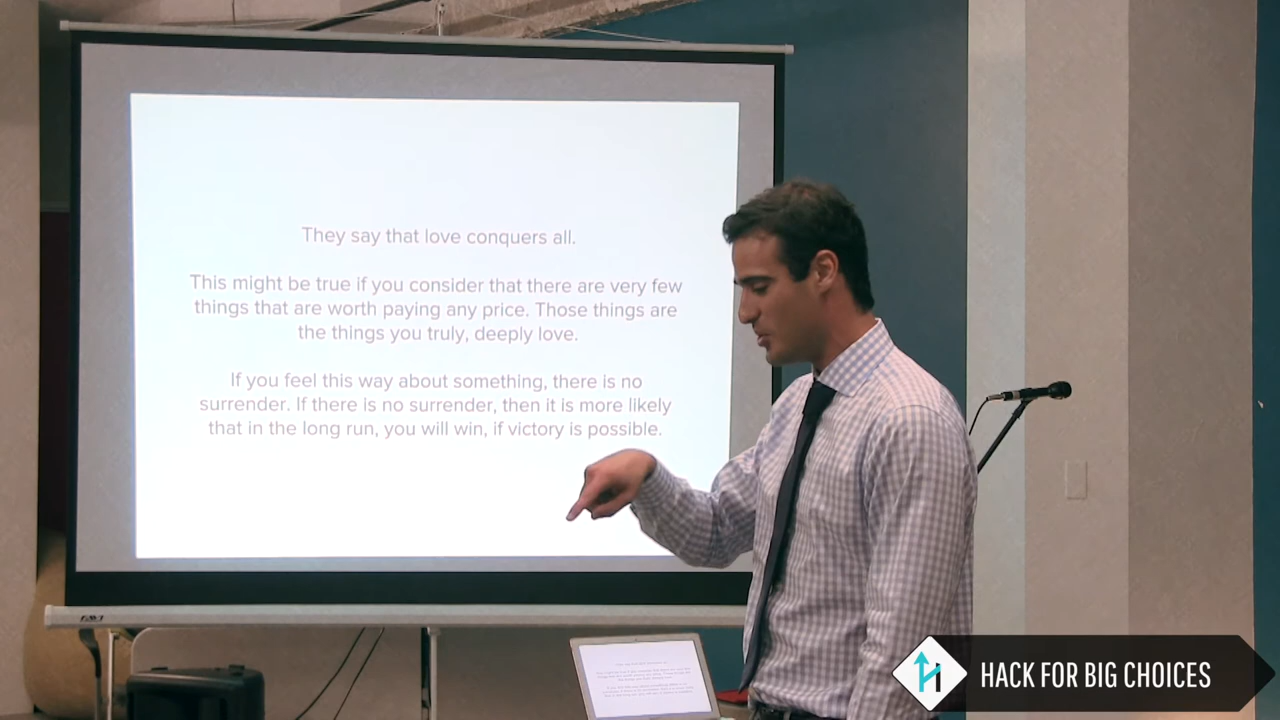 They say that love conquers all.
This might be true if you consider that there are very few
things that are worth paying any price. Those things are
the things you truly, deeply love.
If you feel this way about something, there is no
surrender. If there is no surrender, then it is more likely
that in the long run, you will win, if victory is possible.
HACK FOR BIG CHOICES